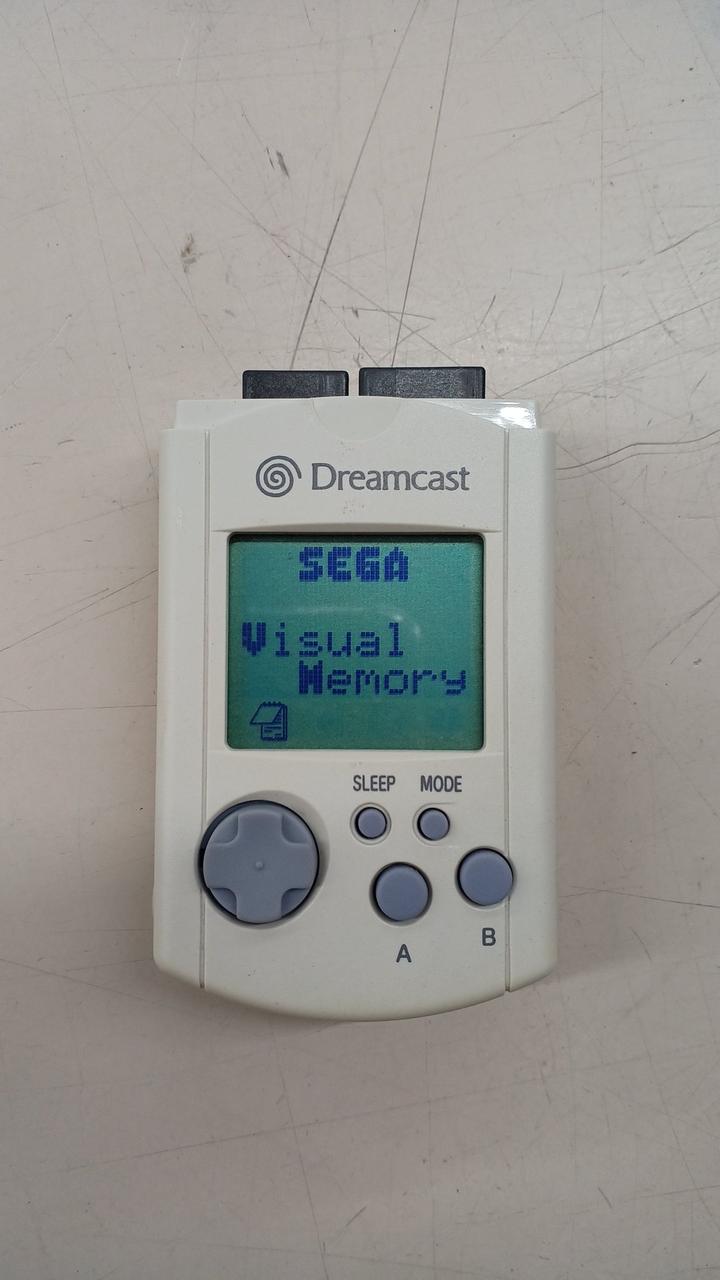 Dreamcast
SEGA
Visual
Memory
SLEEP MODE
A B